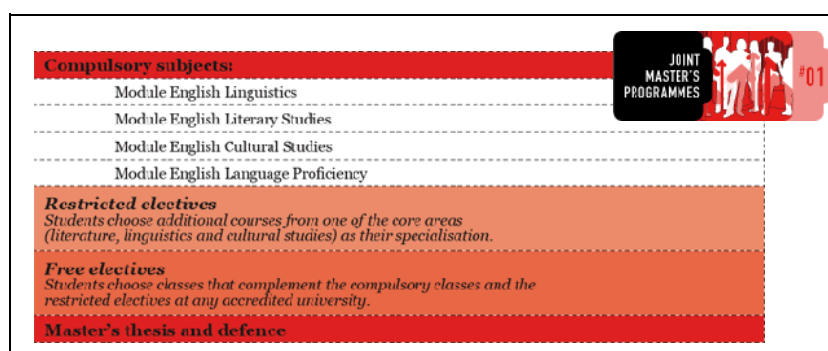 Compulsory subjects:
JOINT
MASTER'S
PROGRAMMES
#01
Module English Linguistics
Module English Literary Studies
Module English Cultural Studies
Module English Language Proficiency
Restricted electives
Students choose additional courses from one of the core areas
(literature, linguistics and cultural studies) as their specialisation.
Free electives
Students choose classes that complement the compulsory classes and the
restricted electives at any accredited university.
Master's thesis and defence